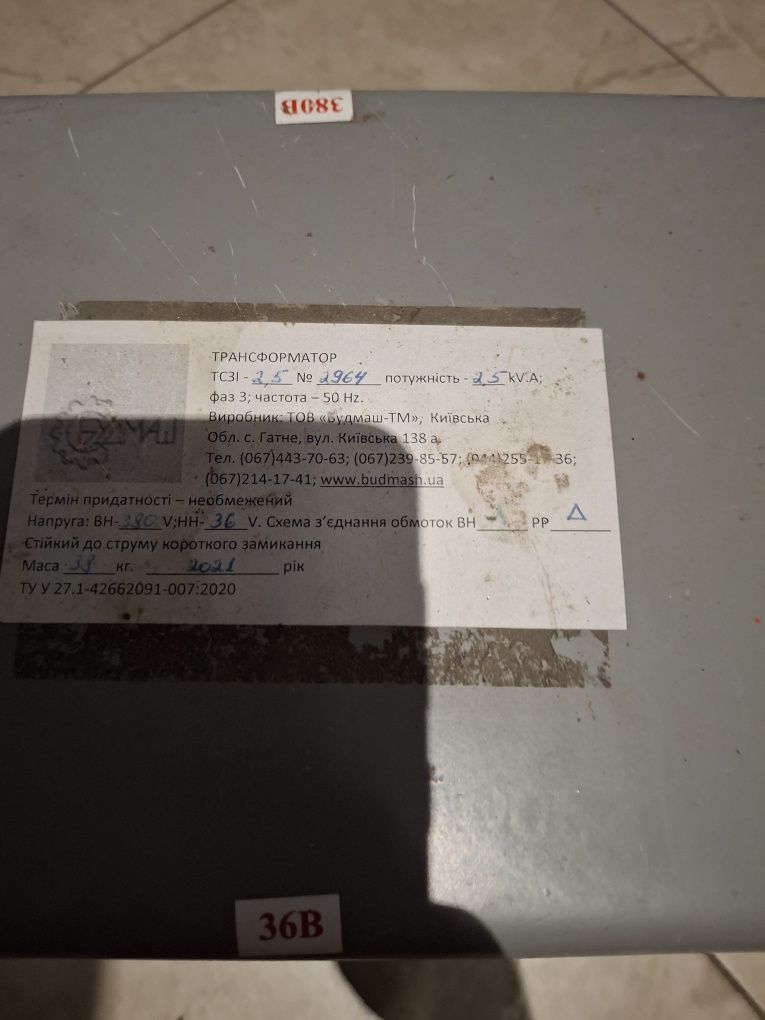 380В
БУДМАШ
ТРАНСФОРМАТОР
ТСЗІ - 2,5 № 2964 потужність - 2,5 kV.A;
фаз 3; частота – 50 Hz.
Виробник: ТОВ «Будмаш-ТМ», Київська
Обл. с. Гатне, вул. Київська 138 а.
Тел. (067)443-70-63; (067)239-85-57; 36;
(067)214-17-41; www.budmash.ua
Термін придатності – необмежений
Напруга: ВН- 380 V;НН- 36 V. Схема з’єднання обмоток ВН РР Δ
Стійкий до струму короткого замикання
Маса кг. 2021 рік
ТУ У 27.1-42662091-007:2020
36В